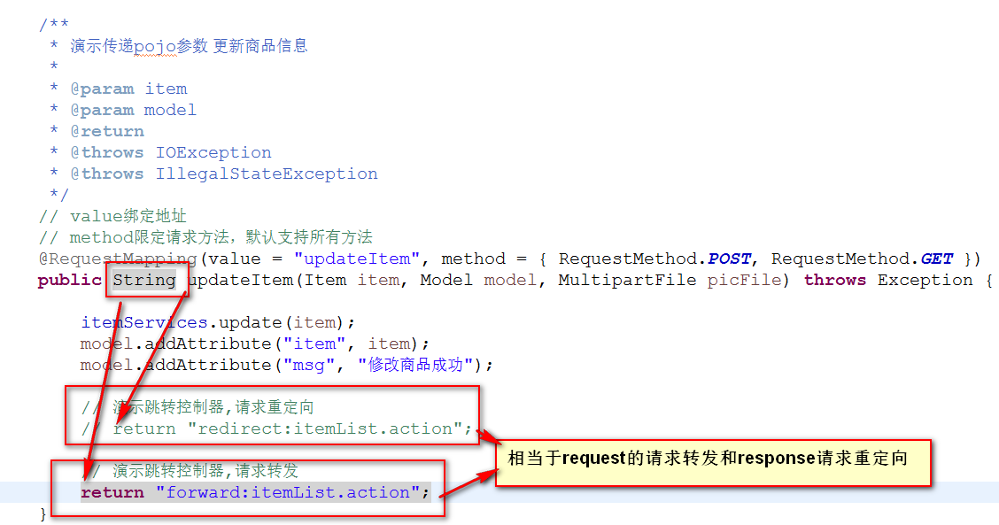 /**
 * 演示传递pojo参数 更新商品信息
 *
 * @param item
 * @param model
 * @return
 * @throws IOException
 * @throws IllegalStateException
 */
// value绑定地址
// method限定请求方法，默认支持所有方法
@RequestMapping(value = "updateItem", method = { RequestMethod.POST, RequestMethod.GET })
public String updateItem(Item item, Model model, MultipartFile picFile) throws Exception {
itemServices.update(item);
model.addAttribute("item", item);
model.addAttribute("msg", "修改商品成功");
// 演示跳转控制器,请求重定向
// return "redirect:itemList.action";
相当于request的请求转发和response请求重定向
// 演示跳转控制器,请求转发
return "forward:itemList.action";
}